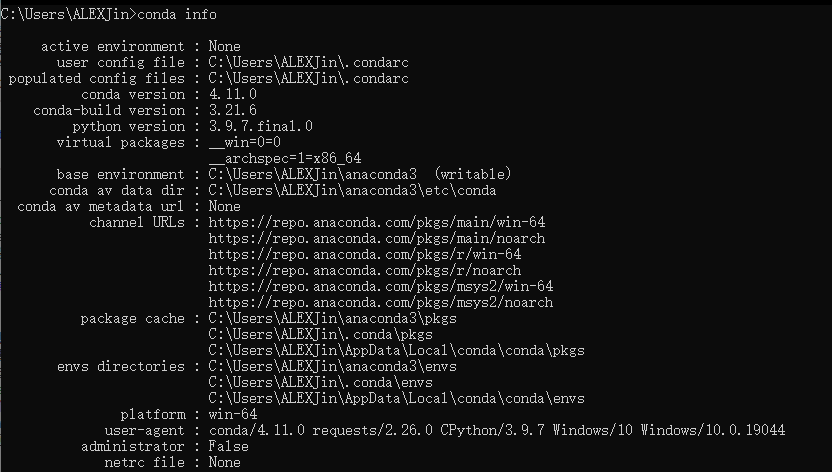 C:\Users\ALEXJin>conda info
active environment : None
user config file : C:\Users\ALEXJin\.condarc
populated config files : C:\Users\ALEXJin\.condarc
conda version : 4.11.0
conda-build version : 3.21.6
python version : 3.9.7.final.0
virtual packages : __win=0=0
__archspec=1=x86_64
base environment : C:\Users\ALEXJin\anaconda3  (writable)
conda av data dir : C:\Users\ALEXJin\anaconda3\etc\conda
conda av metadata url : None
channel URLs : https://repo.anaconda.com/pkgs/main/win-64
https://repo.anaconda.com/pkgs/main/noarch
https://repo.anaconda.com/pkgs/r/win-64
https://repo.anaconda.com/pkgs/r/noarch
https://repo.anaconda.com/pkgs/msys2/win-64
https://repo.anaconda.com/pkgs/msys2/noarch
package cache : C:\Users\ALEXJin\anaconda3\pkgs
C:\Users\ALEXJin\.conda\pkgs
C:\Users\ALEXJin\AppData\Local\conda\conda\pkgs
envs directories : C:\Users\ALEXJin\anaconda3\envs
C:\Users\ALEXJin\.conda\envs
C:\Users\ALEXJin\AppData\Local\conda\conda\envs
platform : win-64
user-agent : conda/4.11.0 requests/2.26.0 CPython/3.9.7 Windows/10 Windows/10.0.19044
administrator : False
netrc file : None